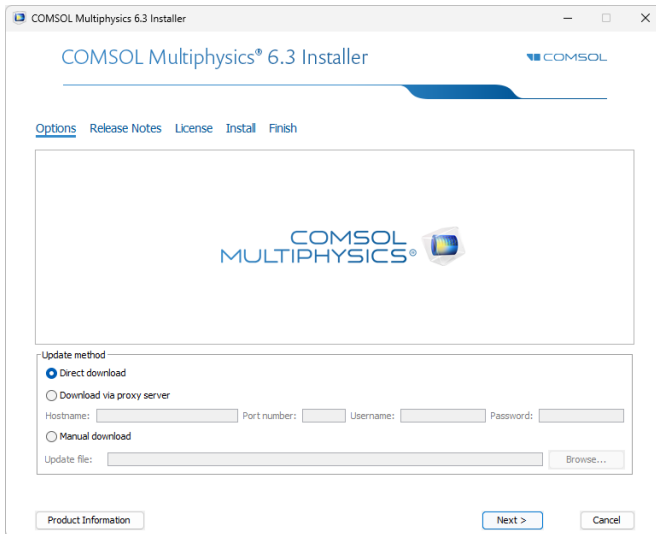 COMSOL Multiphysics 6.3 Installer
COMSOL Multiphysics® 6.3 Installer
COMSOL
Options Release Notes License Install Finish
COMSOL
MULTIPHYSICS®
Update method
Direct download
Download via proxy server
Hostname: Port number: Username: Password:
Manual download
Update file: Browse...
Product Information Next > Cancel